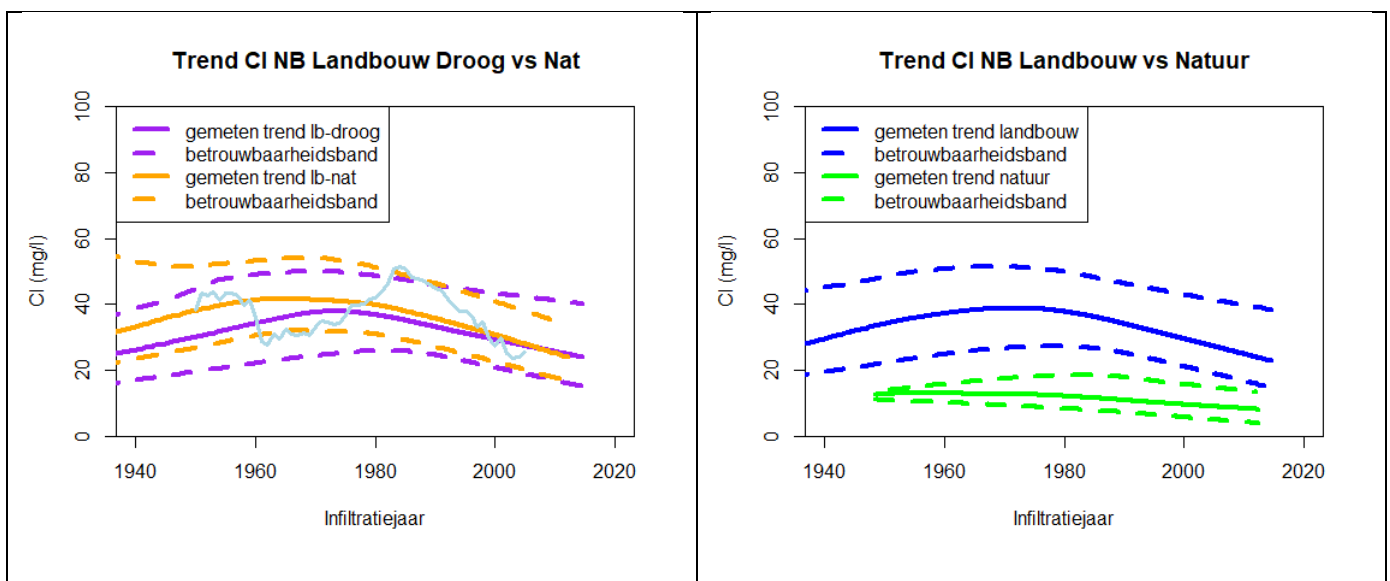 Trend Cl NB Landbouw Droog vs Nat
100
80
60
40
20
0
Cl (mg/l)
gemeten trend lb-droog
betrouwbaarheidsband
gemeten trend lb-nat
betrouwbaarheidsband
1940 1960 1980 2000 2020
Infiltratiejaar
Trend Cl NB Landbouw vs Natuur
100
80
60
40
20
0
Cl (mg/l)
gemeten trend landbouw
betrouwbaarheidsband
gemeten trend natuur
betrouwbaarheidsband
1940 1960 1980 2000 2020
Infiltratiejaar